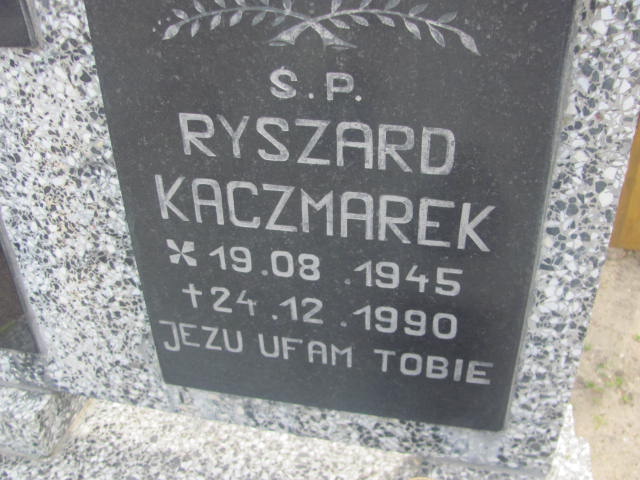 Ś.P.
RYSZARD
KACZMAREK
* 19.08.1945
† 24.12.1990
JEZU UFAM TOBIE